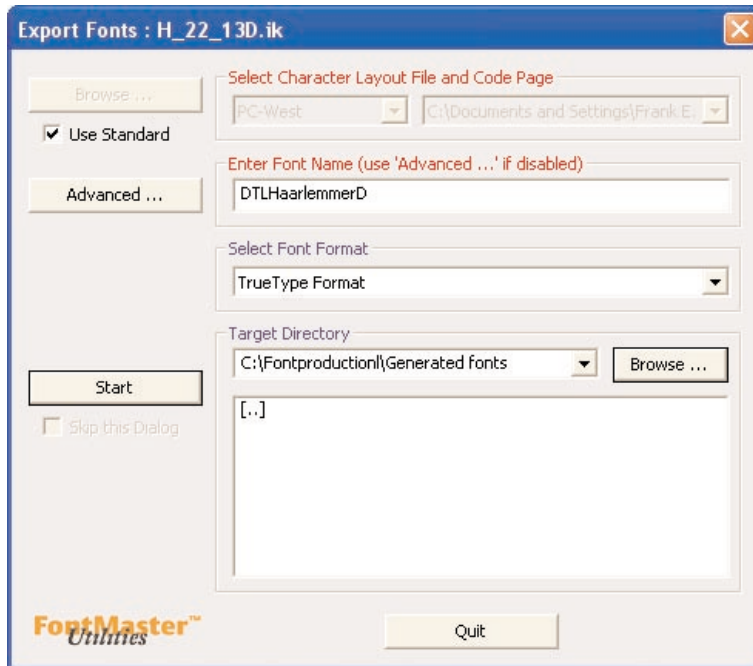 Export Fonts : H_22_13D.ik
Browse ...
Use Standard
Select Character Layout File and Code Page
PC-West
C:\Documents and Settings\Frank E.
Advanced ...
Enter Font Name (use 'Advanced ...' if disabled)
DTLHaarlemmerD
Select Font Format
TrueType Format
Target Directory
C:\Fontproductionl\Generated fonts
Browse ...
Start
Skip this Dialog
[..]
FontMaster™
Utilities
Quit